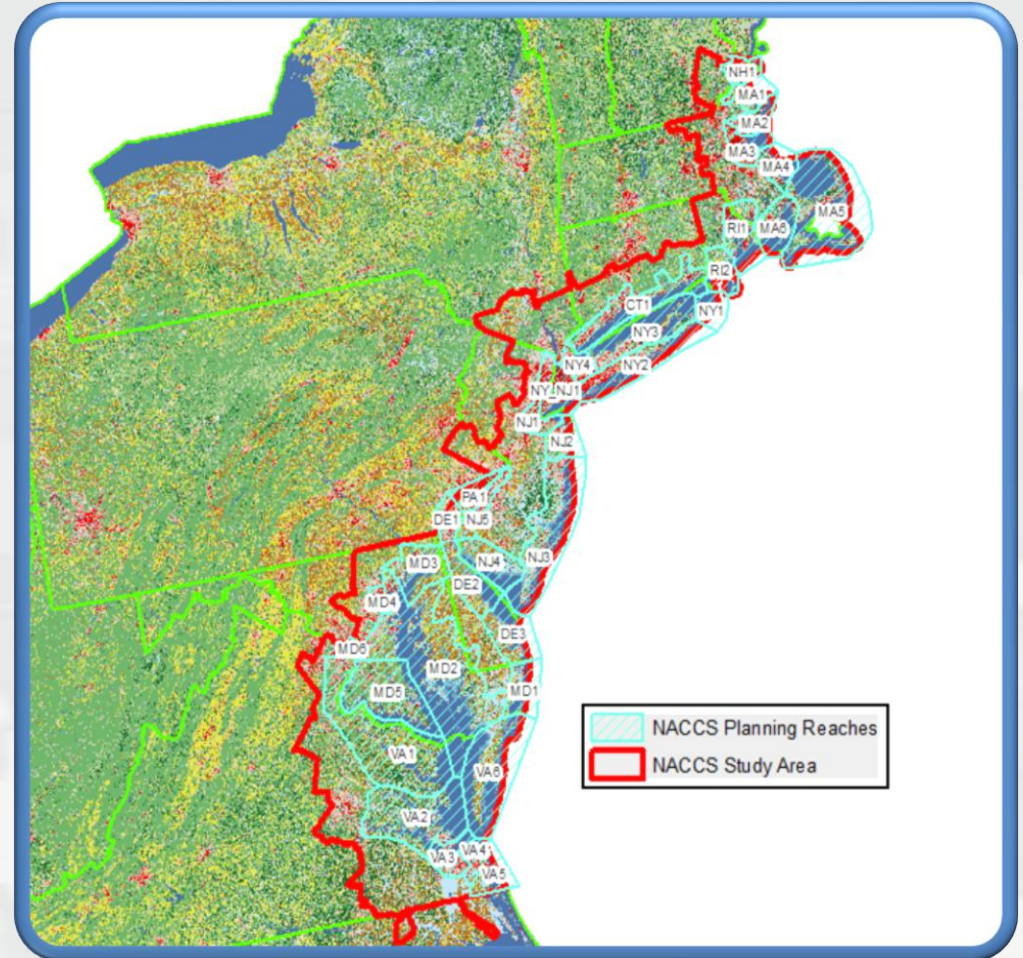 NH1
MA1
MA2
MA3
MA4
MA5
RI1
MA6
RI2
CT1
NY1
NY3
NY4
NY2
NY_NJ1
NJ1
NJ2
PA1
DE1
NJ5
NJ3
MD3
NJ4
DE2
MD4
DE3
MD6
MD2
MD5
MD1
VA1
VA6
VA2
VA4
VA3
VA5
NACCS Planning Reaches
NACCS Study Area